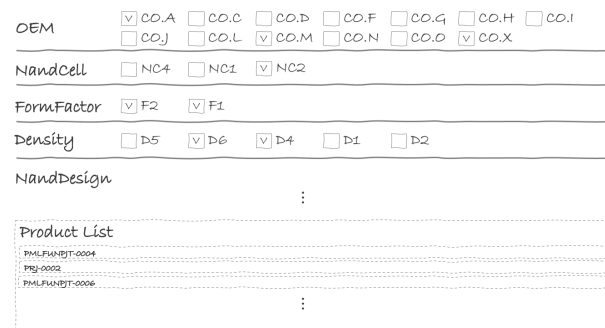 OEM
V CO.A CO.C CO.D CO.F CO.G CO.H CO.I
CO.J CO.L V CO.M CO.N CO.O V CO.X
NandCell NC4 NC1 V NC2
FormFactor V F2 V F1
Density D5 V D6 V D4 D1 D2
NandDesign
⋮
Product List
PMLFUNPJT-0004
PRJ-0002
PMLFUNPJT-0006
⋮